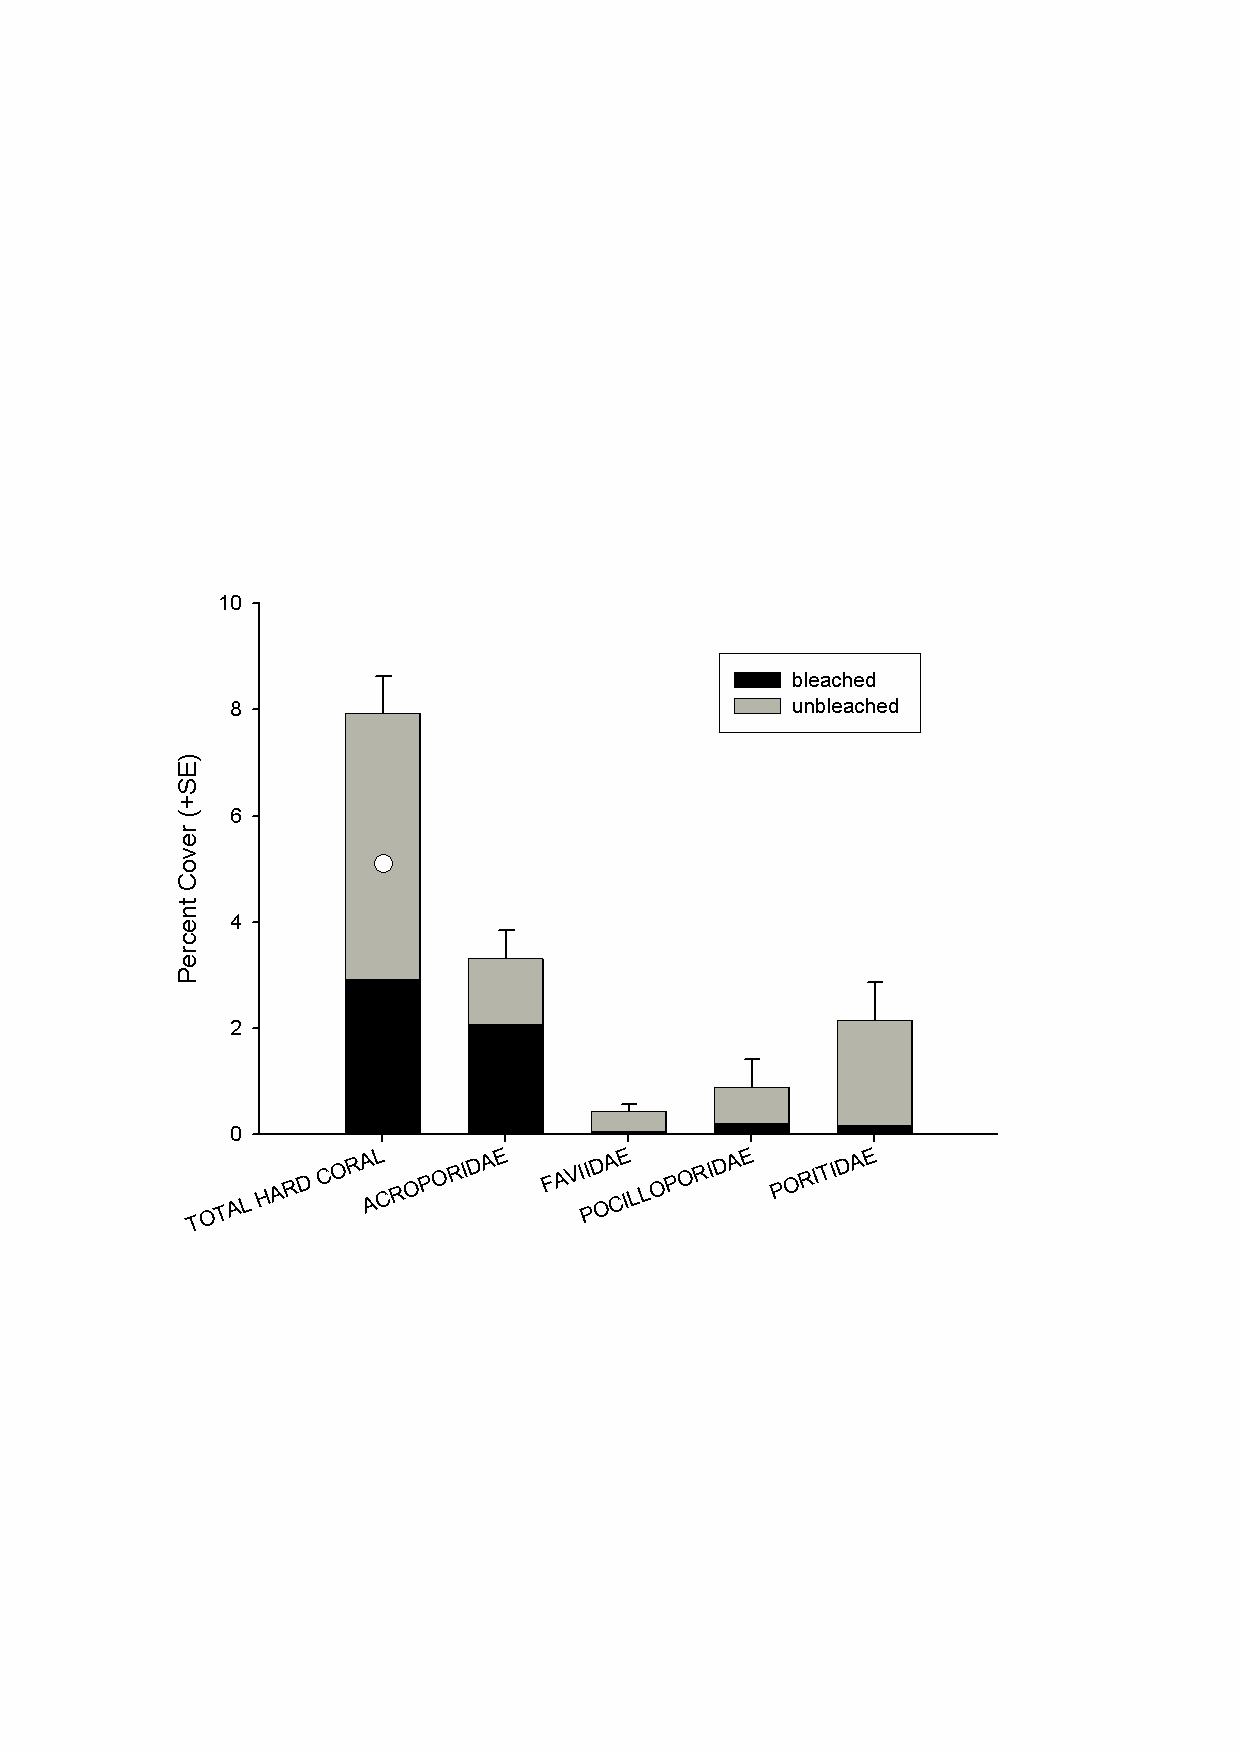 10
8
6
4
2
0
Percent Cover (+SE)
bleached
unbleached
TOTAL HARD CORAL
ACROPORIDAE
FAVIIDAE
POCILLOPORIDAE
PORITIDAE